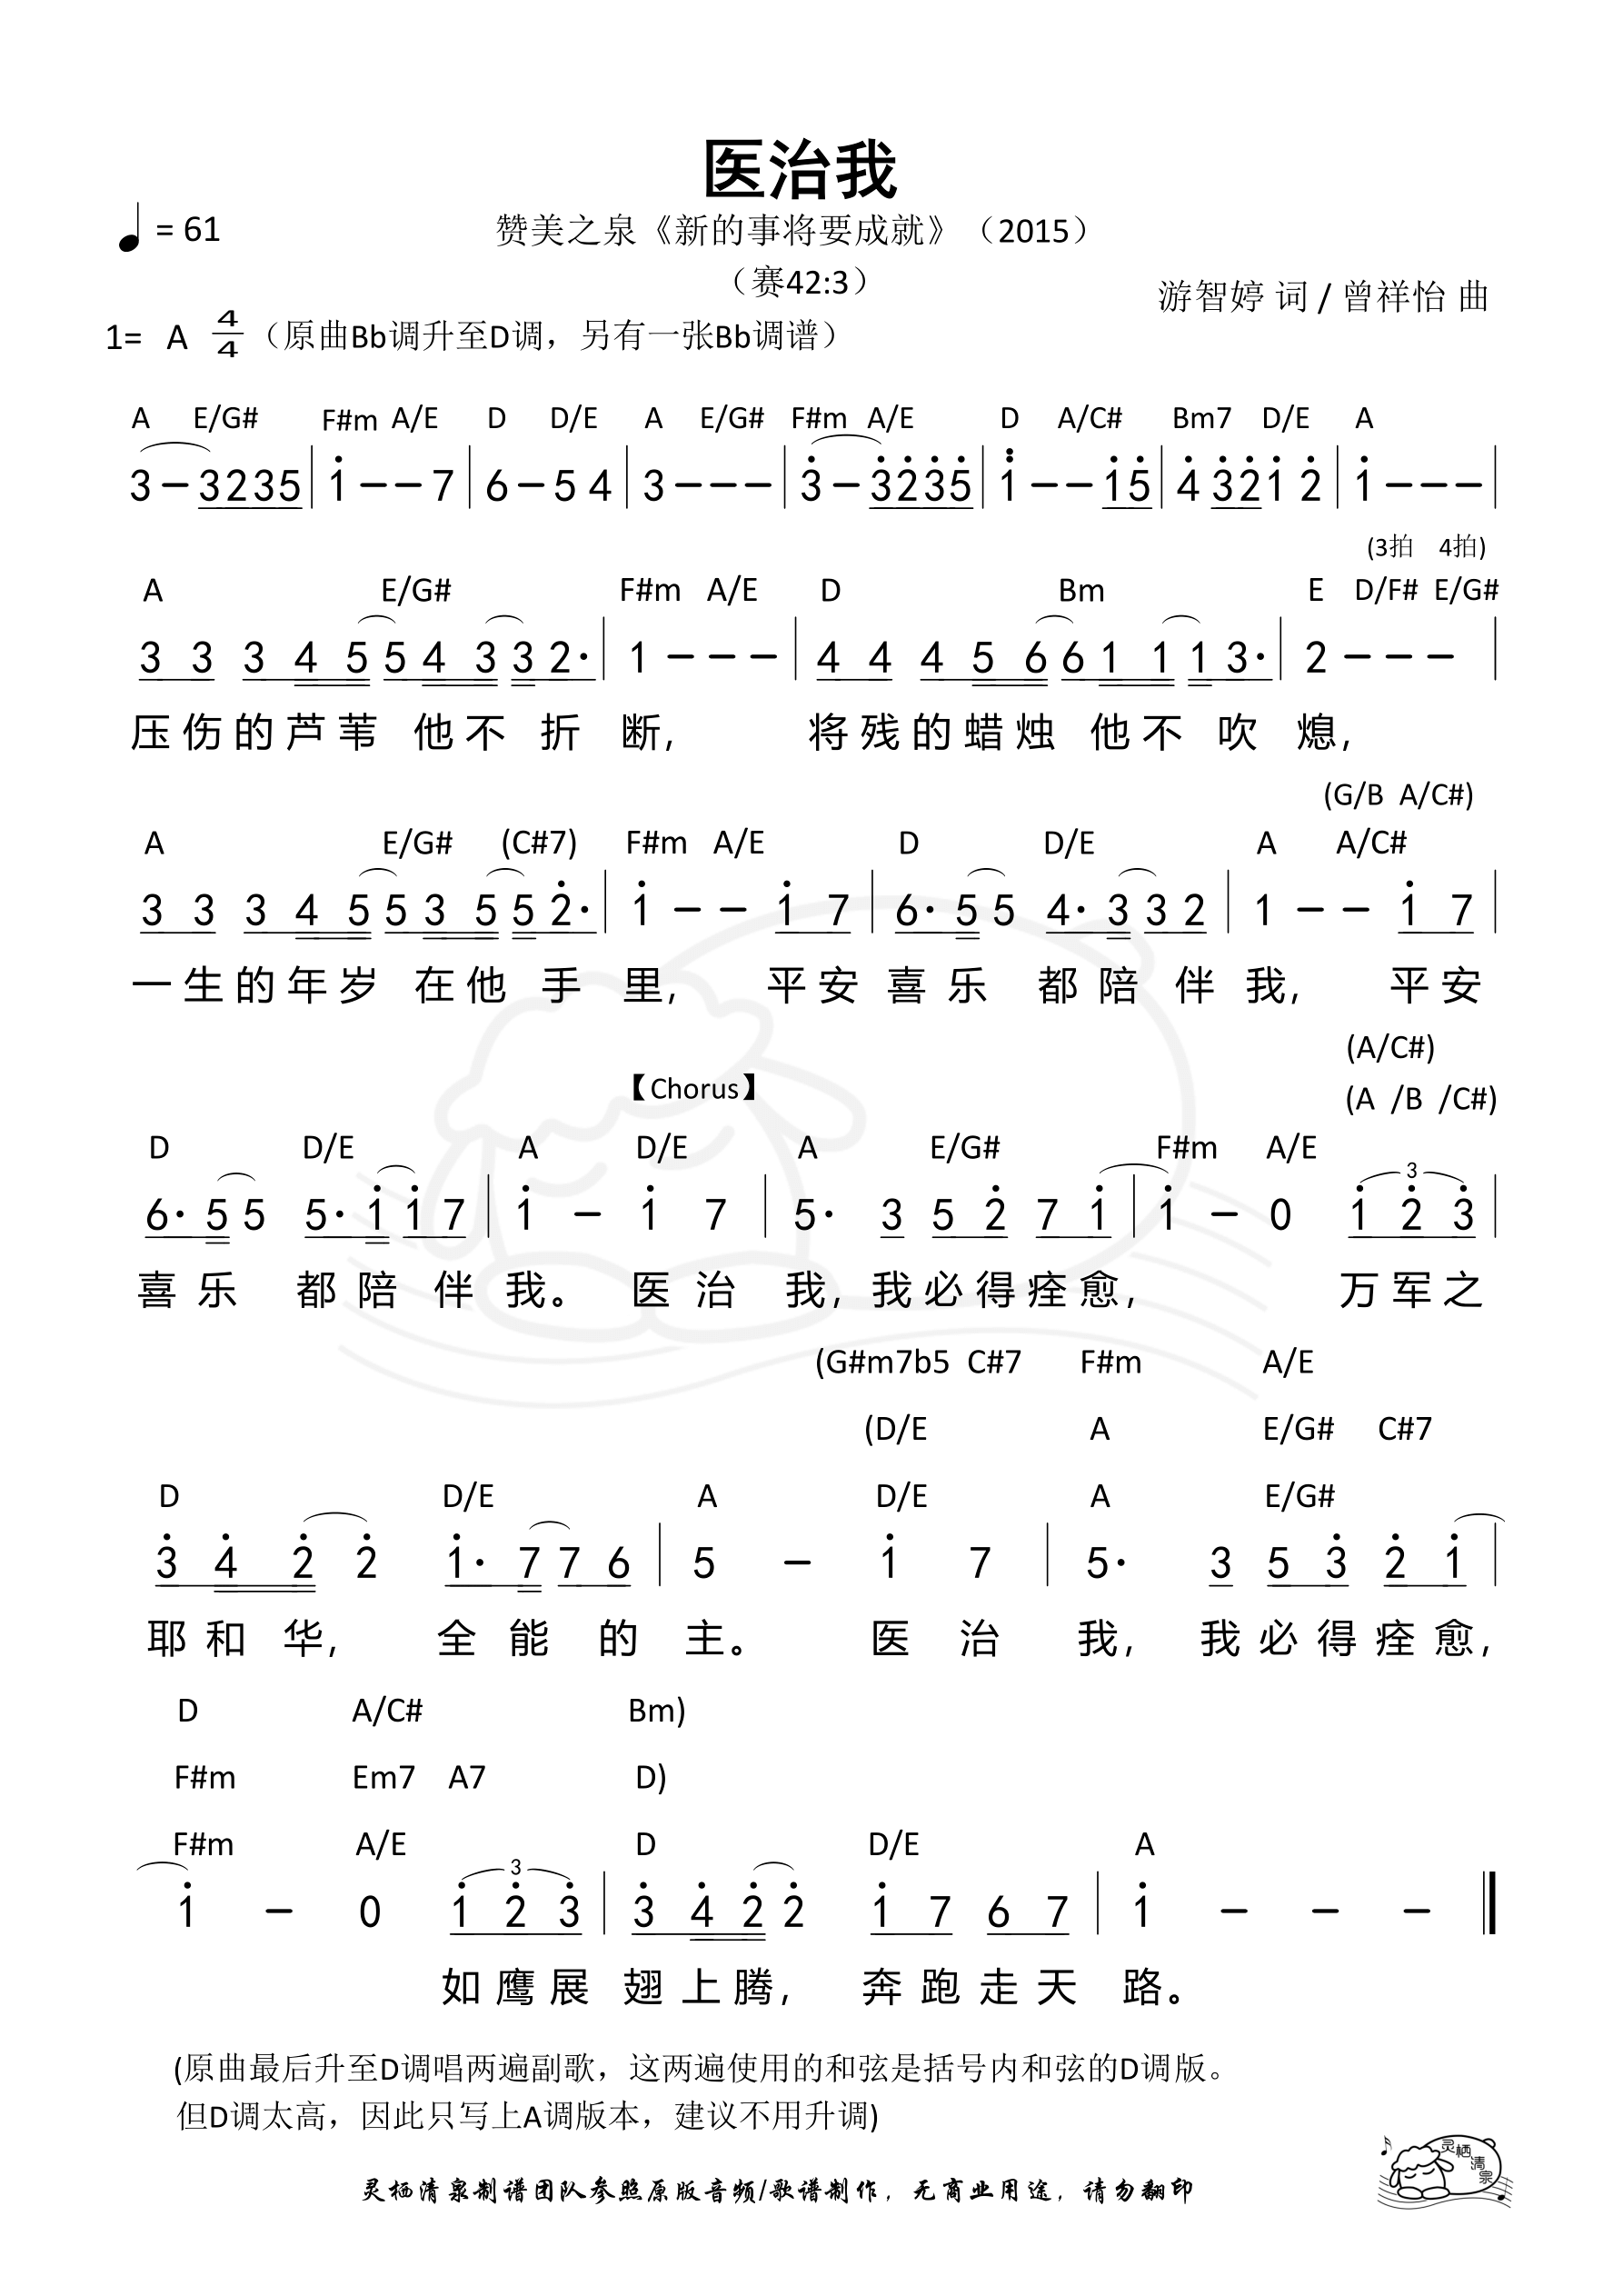 医治我
♩ = 61
赞美之泉《新的事将要成就》（2015）
（赛42:3）
游智婷 词 / 曾祥怡 曲
1= A 4/4（原曲Bb调升至D调，另有一张Bb调谱）
A E/G# F#m A/E D D/E A E/G# F#m A/E D A/C# Bm7 D/E A
3 – 3 2 3 5 | 1̇ – – 7 | 6 – 5 4 | 3 – – – | 3̇ – 3̇ 2̇ 3̇ 5̇ | 1̈ – – 1̇ 5̇ | 4̇ 3̇ 2̇ 1̇ 2̇ | 1̇ – – – |
(3拍 4拍)
A E/G# F#m A/E D Bm E D/F# E/G#
3 3 3 4 5 5 4 3 3 2· | 1 – – – | 4 4 4 5 6 6 1 1 1 3· | 2 – – – |
压伤的芦苇 他不 折 断, 将残的蜡烛 他不 吹 熄,
(G/B A/C#)
A E/G# (C#7) F#m A/E D D/E A A/C#
3 3 3 4 5 5 3 5 5 2̇· | 1̇ – – 1̇ 7 | 6· 5 5 4· 3 3 2 | 1 – – 1̇ 7 |
一生的年岁 在他 手 里, 平安 喜 乐 都 陪 伴 我, 平安
(A/C#)
【Chorus】 (A /B /C#)
D D/E A D/E A E/G# F#m A/E
6· 5 5 5· 1̇ 1̇ 7 | 1̇ – 1̇ 7 | 5· 3 5 2̇ 7 1̇ | 1̇ – 0 3 1̇ 2̇ 3̇ |
喜 乐 都 陪 伴 我。 医 治 我, 我必得痊愈, 万军之
(G#m7b5 C#7 F#m A/E
(D/E A E/G# C#7
D D/E A D/E A E/G#
3̇ 4̇ 2̇ 2̇ 1̇· 7 7 6 | 5 – 1̇ 7 | 5· 3 5 3̇ 2̇ 1̇ |
耶和 华, 全 能 的 主。 医 治 我, 我必得痊愈,
D A/C# Bm)
F#m Em7 A7 D)
F#m A/E D D/E A
1̇ – 0 3 1̇ 2̇ 3̇ | 3̇ 4̇ 2̇ 2̇ 1̇ 7 6 7 | 1̇ – – – ‖
如鹰展 翅上腾, 奔跑走天 路。
(原曲最后升至D调唱两遍副歌，这两遍使用的和弦是括号内和弦的D调版。
但D调太高，因此只写上A调版本，建议不用升调)
灵栖清泉制谱团队参照原版音频/歌谱制作，无商业用途，请勿翻印
灵栖清泉